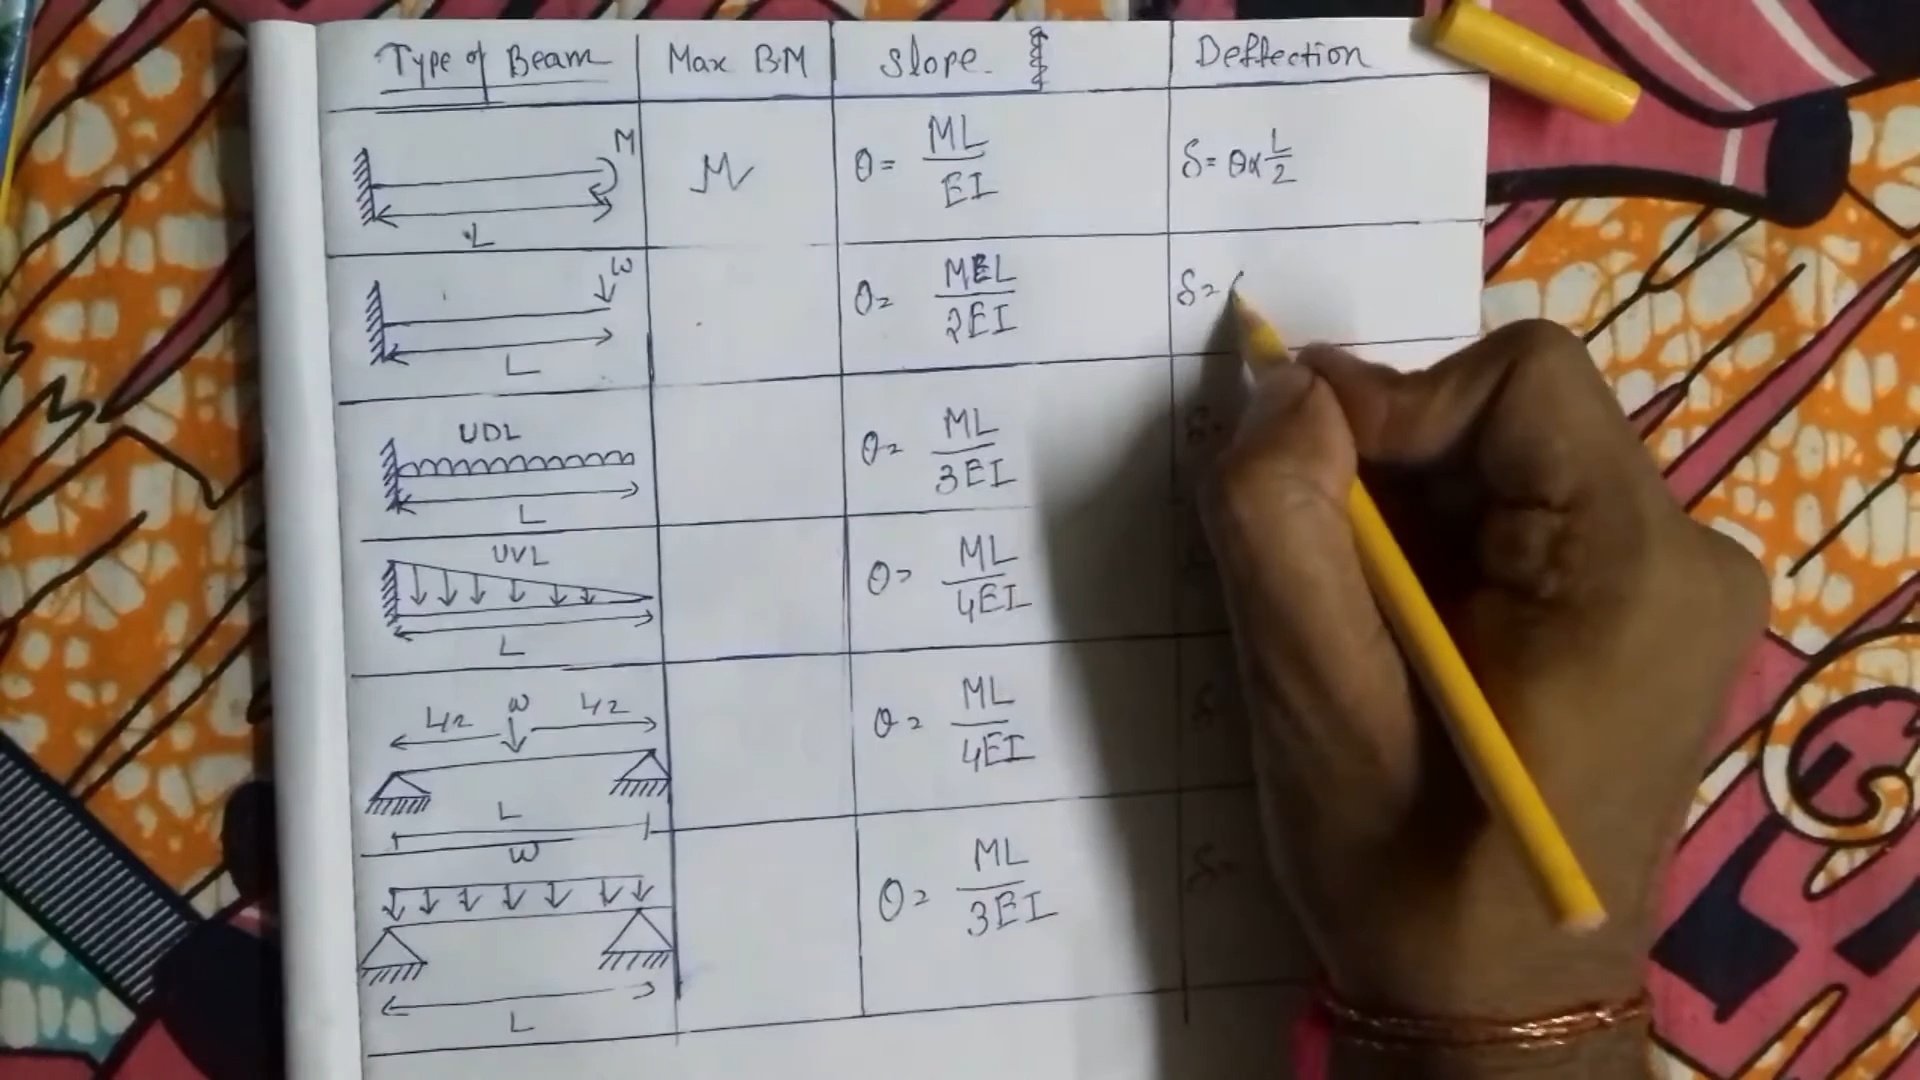 Type of Beam
Max BM
Slope
Deflection
M
L
M
θ= ML/EI
δ= θ× L/2
W
L
θ= ML/2EI
δ=
UDL
L
θ= ML/3EI
UVL
L
θ= ML/4EI
L/2 W L/2
L
θ= ML/4EI
W
L
θ= ML/3EI
δ=